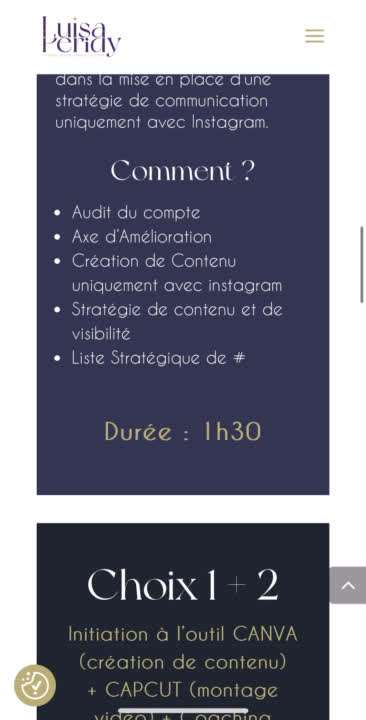 Luisa
Peridy
dans la mise en place d'une
stratégie de communication
uniquement avec Instagram.
Comment ?
• Audit du compte
• Axe d'Amélioration
• Création de Contenu
uniquement avec instagram
• Stratégie de contenu et de
visibilité
• Liste Stratégique de #
Durée : 1h30
Choix 1 + 2
Initiation à l'outil CANVA
(création de contenu)
+ CAPCUT (montage
vidéo) + Coaching